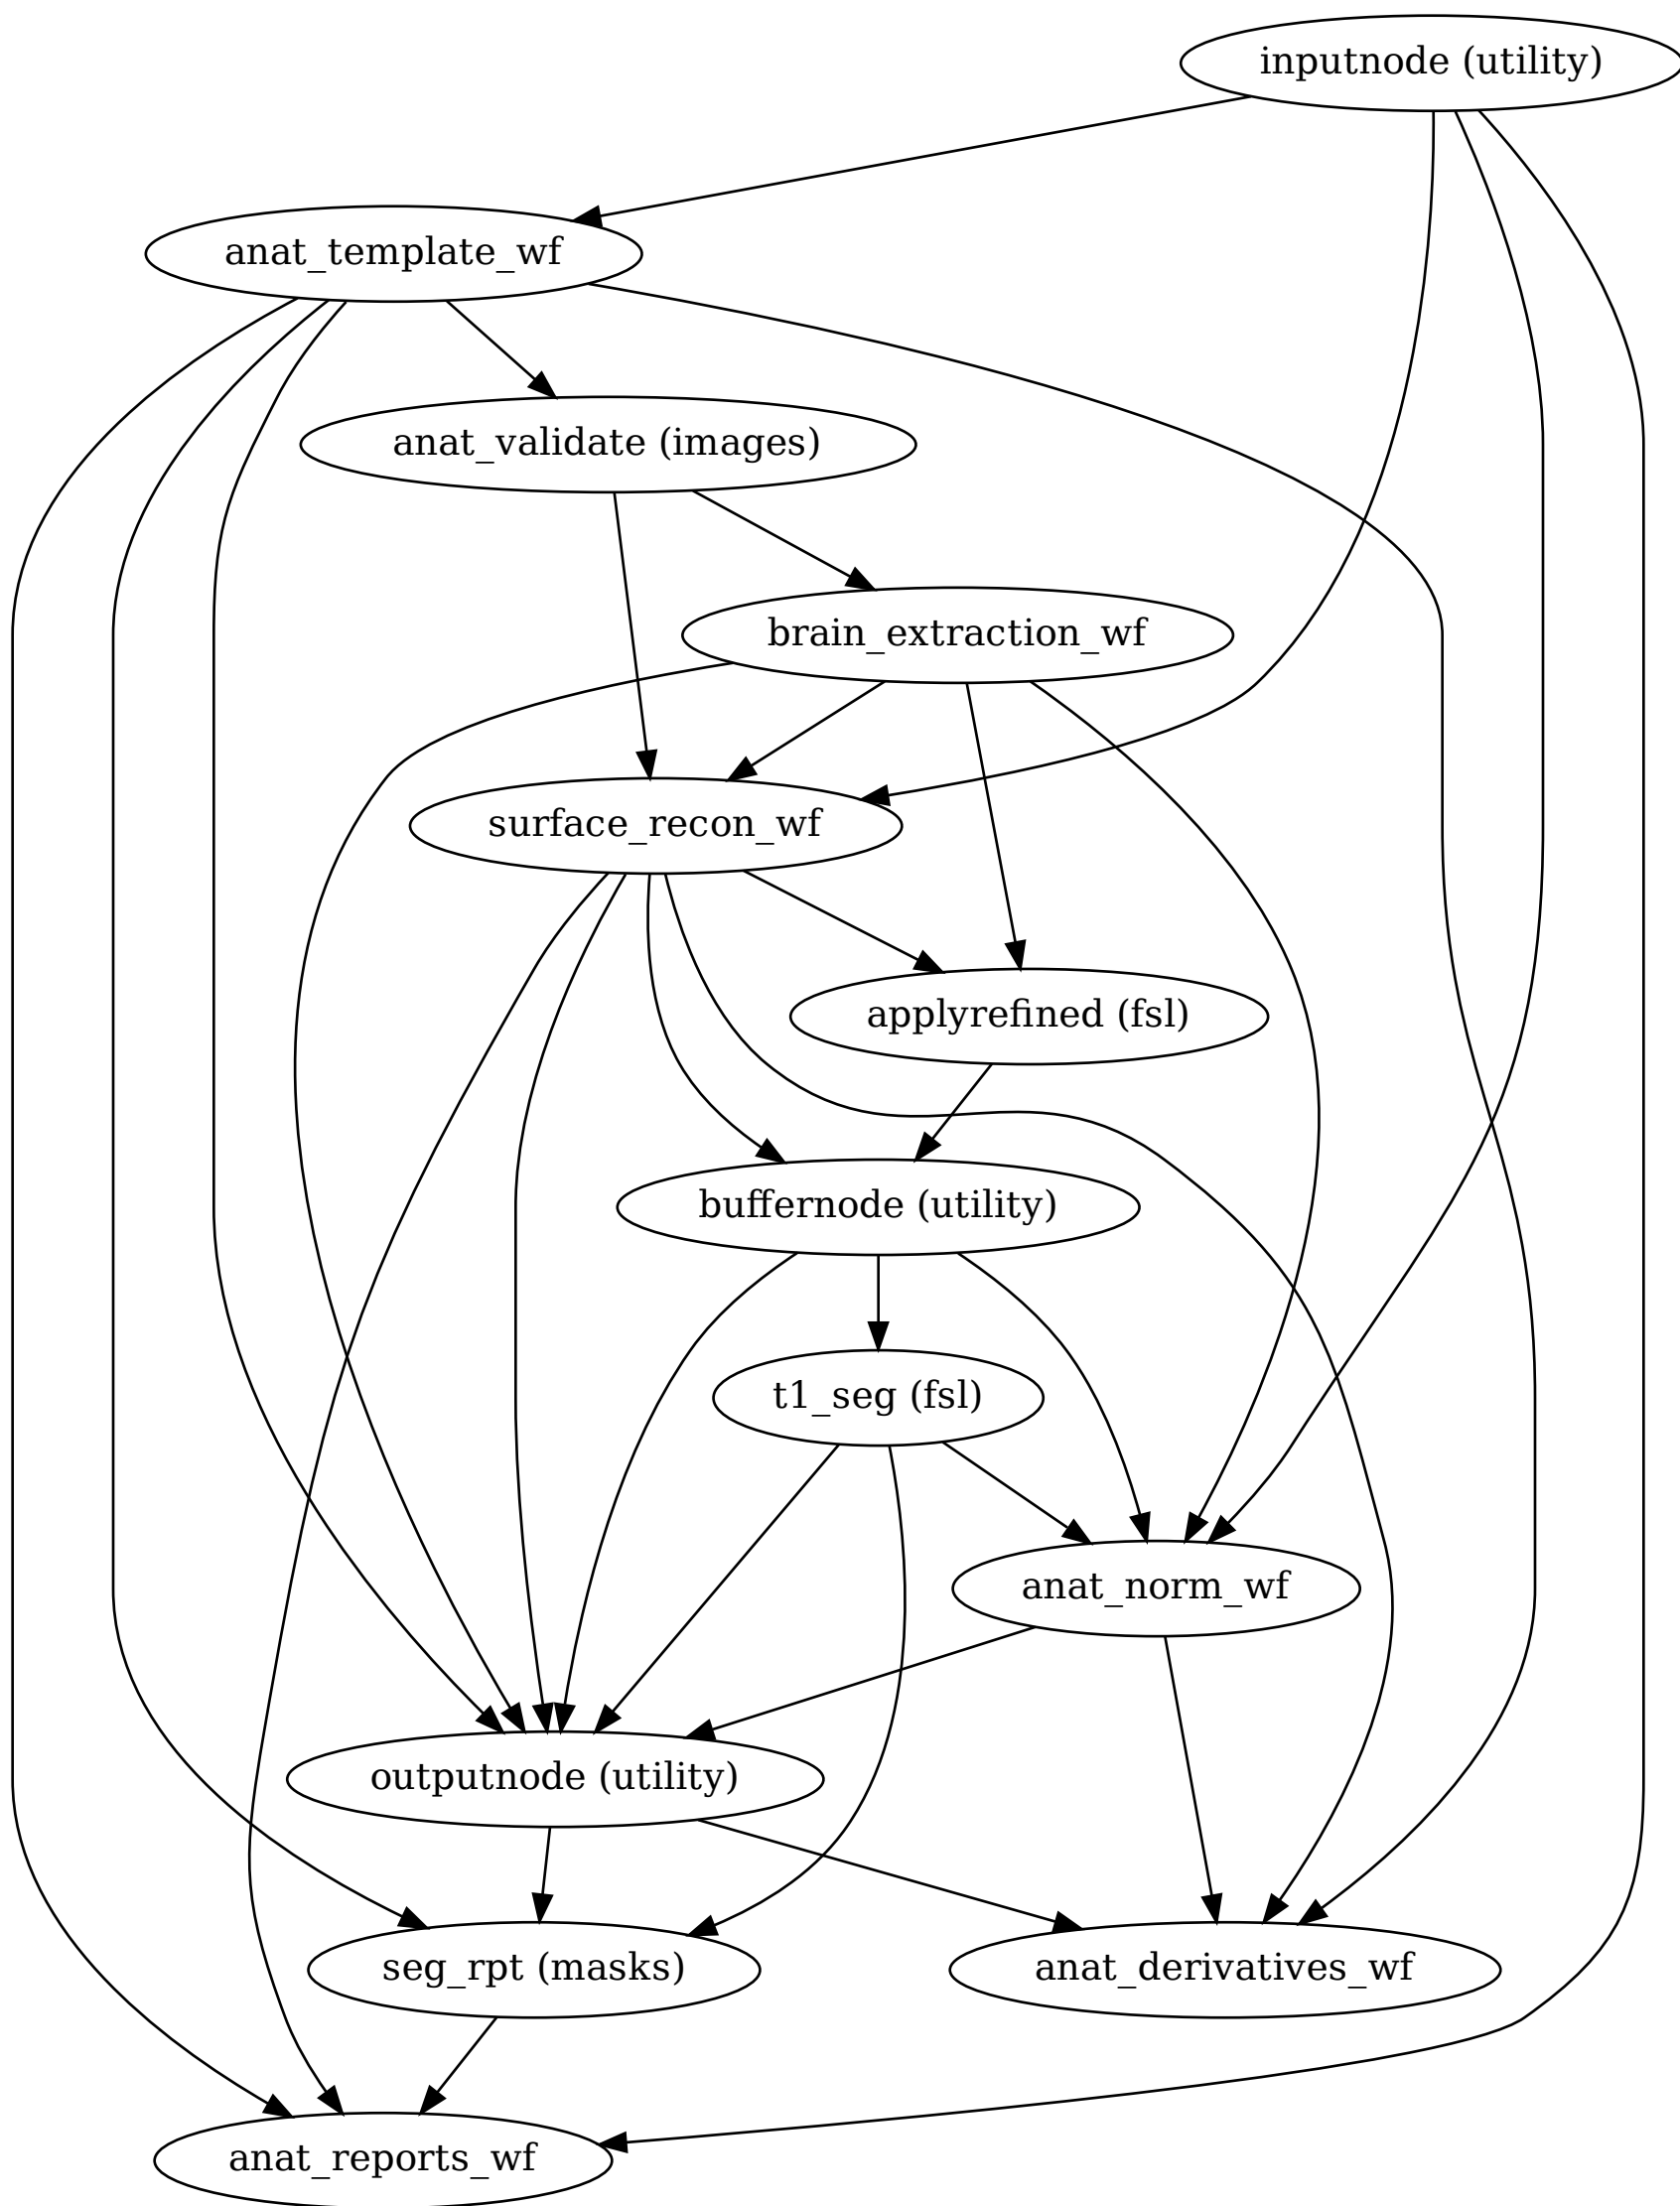 inputnode (utility)
anat_template_wf
anat_validate (images)
brain_extraction_wf
surface_recon_wf
applyrefined (fsl)
buffernode (utility)
t1_seg (fsl)
anat_norm_wf
outputnode (utility)
seg_rpt (masks)
anat_derivatives_wf
anat_reports_wf